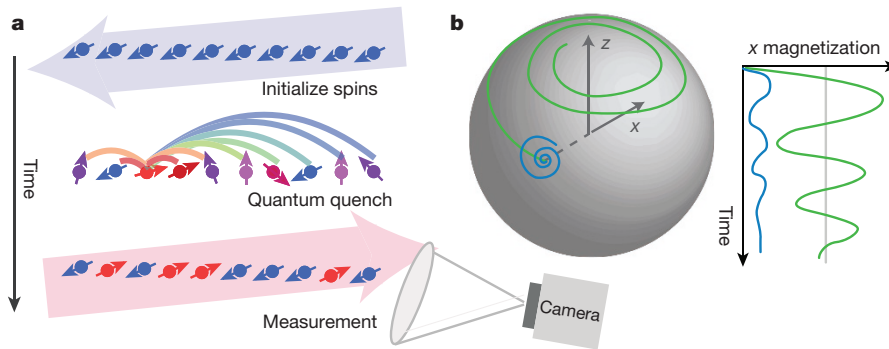 a
Initialize spins
Time
Quantum quench
Measurement
Camera
b
z
x
x magnetization
Time